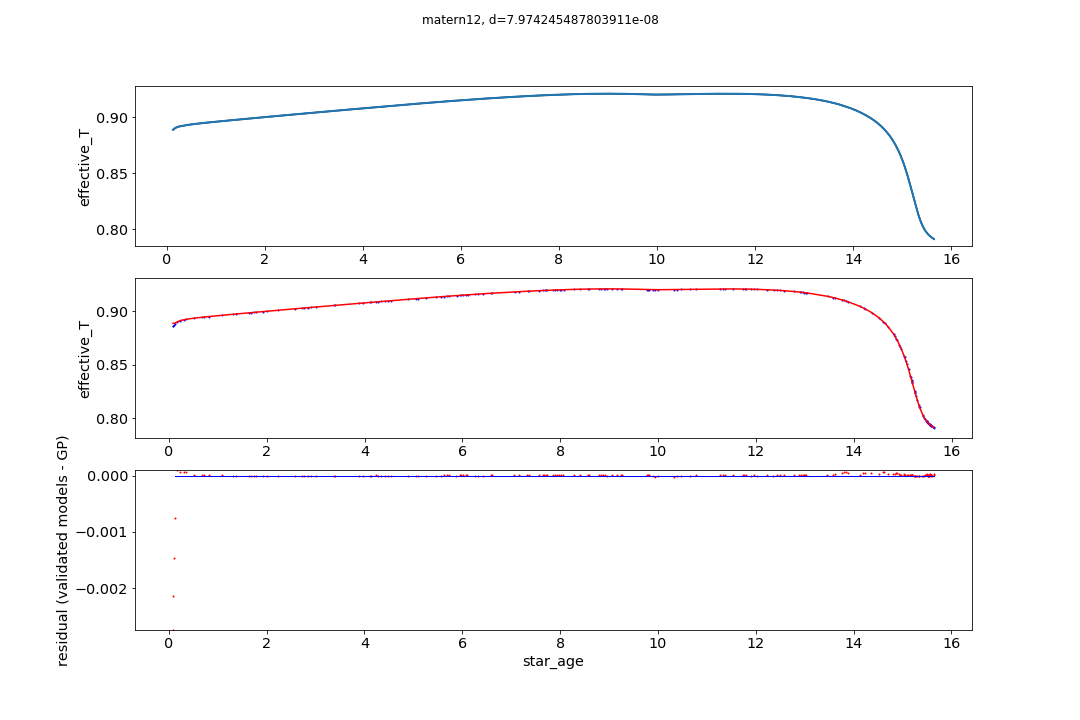 matern12, d=7.974245487803911e-08
effective_T
0.90
0.85
0.80
0 2 4 6 8 10 12 14 16
effective_T
0.90
0.85
0.80
0 2 4 6 8 10 12 14 16
residual (validated models - GP)
0.000
−0.001
−0.002
0 2 4 6 8 10 12 14 16
star_age